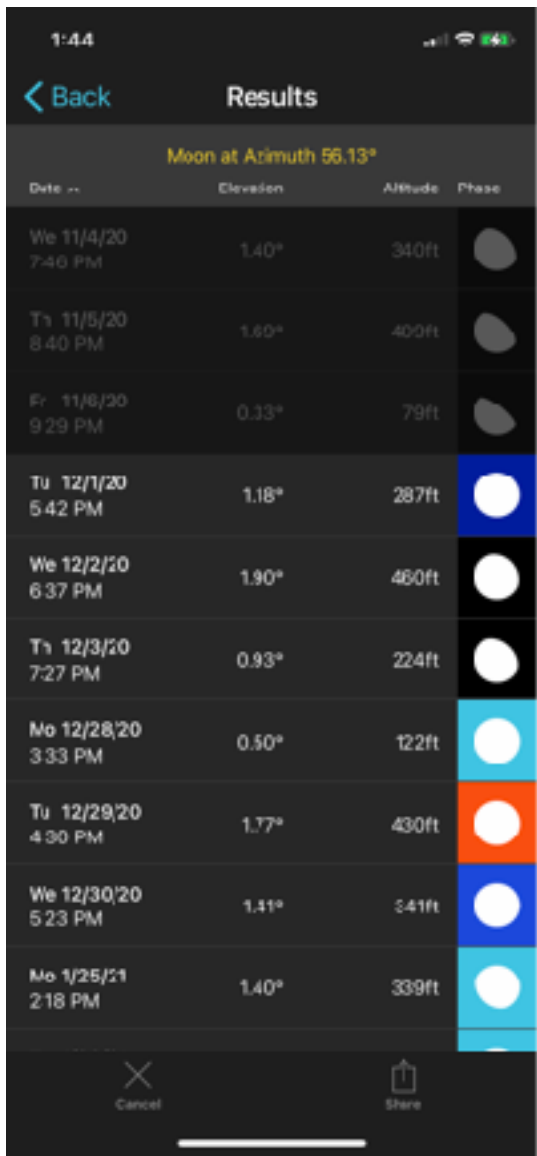 1:44
Back Results
Moon at Azimuth 56.13°
Date Elevation Altitude Phase
We 11/4/20
7:46 PM
1.40° 340ft
Th 11/5/20
8:40 PM
1.69° 409ft
Fr 11/6/20
9:29 PM
0.33° 79ft
Tu 12/1/20
5:42 PM
1.18° 287ft
We 12/2/20
6:37 PM
1.90° 460ft
Th 12/3/20
7:27 PM
0.93° 224ft
Mo 12/28/20
3:33 PM
0.50° 122ft
Tu 12/29/20
4:30 PM
1.77° 430ft
We 12/30/20
5:23 PM
1.41° 341ft
Mo 1/25/21
2:18 PM
1.40° 339ft
Cancel Share